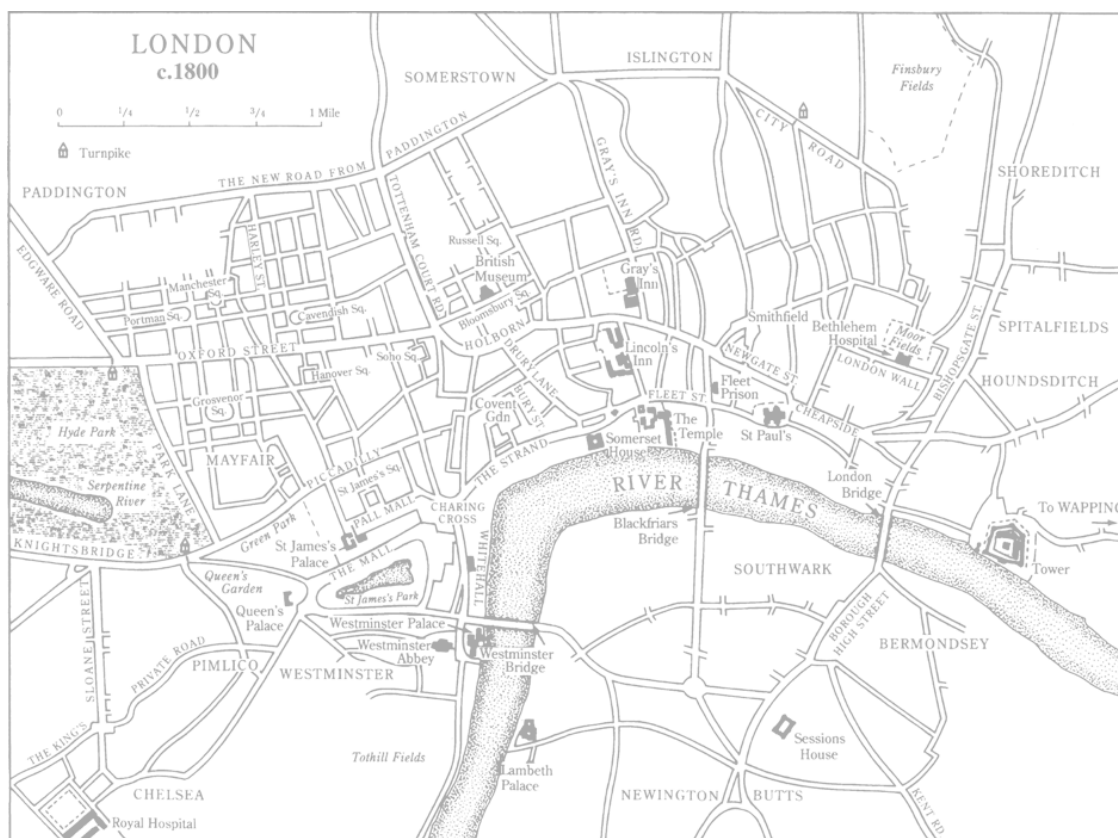 LONDON
c.1800
0 1/4 1/2 3/4 1 Mile
Turnpike
SOMERSTOWN
ISLINGTON
Finsbury
Fields
CITY
ROAD
SHOREDITCH
PADDINGTON
THE NEW ROAD FROM PADDINGTON
EDGWARE ROAD
HARLEY ST.
TOTTENHAM COURT RD.
GRAY'S INN RD.
Russell Sq.
British
Museum
Bloomsbury Sq.
Gray's
Inn
Manchester
Sq.
Portman Sq.
Cavendish Sq.
Smithfield
Bethlehem
Hospital
Moor
Fields
LONDON WALL
BISHOPSGATE ST.
SPITALFIELDS
HOUNDSDITCH
OXFORD STREET
HOLBORN
Soho Sq.
Hanover Sq.
DRURY LANE
Lincoln's
Inn
NEWGATE ST.
Fleet
Prison
CHEAPSIDE
St Paul's
Grosvenor
Sq.
Hyde Park
PARK LANE
MAYFAIR
Serpentine
River
PICCADILLY
Covent
Gdn
BURY ST
FLEET ST.
The
Temple
Somerset
House
THE STRAND
St James's Sq.
PALL MALL
CHARING
CROSS
RIVER THAMES
London
Bridge
Blackfriars
Bridge
TO WAPPING
Tower
KNIGHTSBRIDGE
Green Park
St James's
Palace
THE MALL
WHITEHALL
SOUTHWARK
Queen's
Garden
Queen's
Palace
St James's Park
Westminster Palace
Westminster
Abbey
Westminster
Bridge
BOROUGH
HIGH STREET
BERMONDSEY
SLOANE STREET
PIMLICO
WESTMINSTER
THE KING'S PRIVATE ROAD
Tothill Fields
Lambeth
Palace
Sessions
House
CHELSEA
Royal Hospital
NEWINGTON BUTTS
KENT RD.